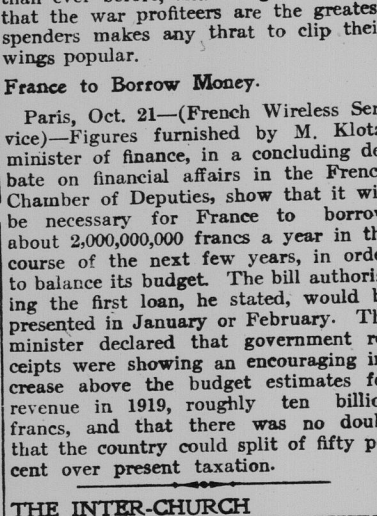 that the war profiteers are the greates
spenders makes any thrat to clip thei
wings popular.
France to Borrow Money.
Paris, Oct. 21—(French Wireless Ser
vice)—Figures furnished by M. Klotz
minister of finance, in a concluding de
bate on financial affairs in the Frenc
Chamber of Deputies, show that it wi
be necessary for France to borrow
about 2,000,000,000 francs a year in th
course of the next few years, in orde
to balance its budget. The bill authori
ing the first loan, he stated, would b
presented in January or February. Th
minister declared that government r
ceipts were showing an encouraging i
crease above the budget estimates f
revenue in 1919, roughly ten billio
francs, and that there was no doub
that the country could split of fifty p
cent over present taxation.
THE INTER-CHURCH